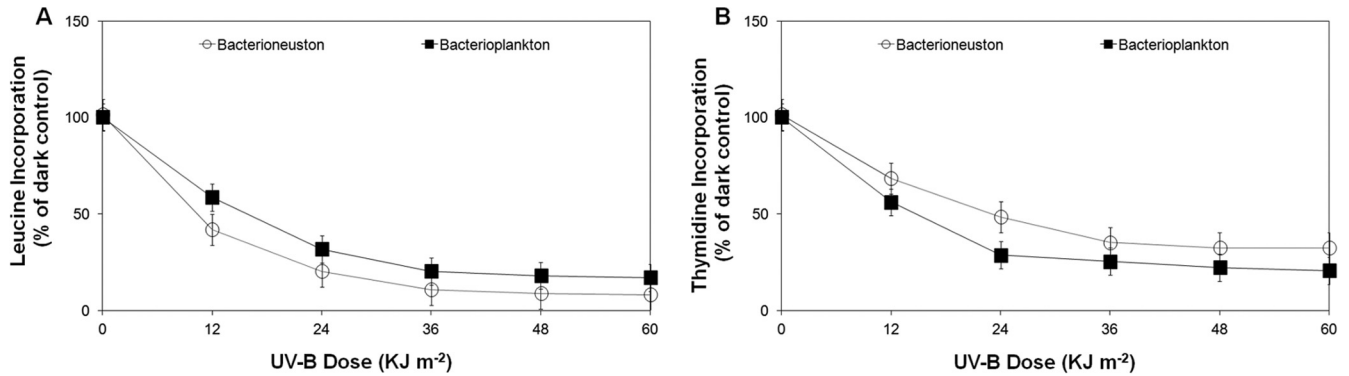 A
150
Bacterioneuston
Bacterioplankton
100
50
0
0
12
24
36
48
60
Leucine Incorporation
(% of dark control)
UV-B Dose (KJ m⁻²)
B
150
Bacterioneuston
Bacterioplankton
100
50
0
0
12
24
36
48
60
Thymidine Incorporation
(% of dark control)
UV-B Dose (KJ m⁻²)